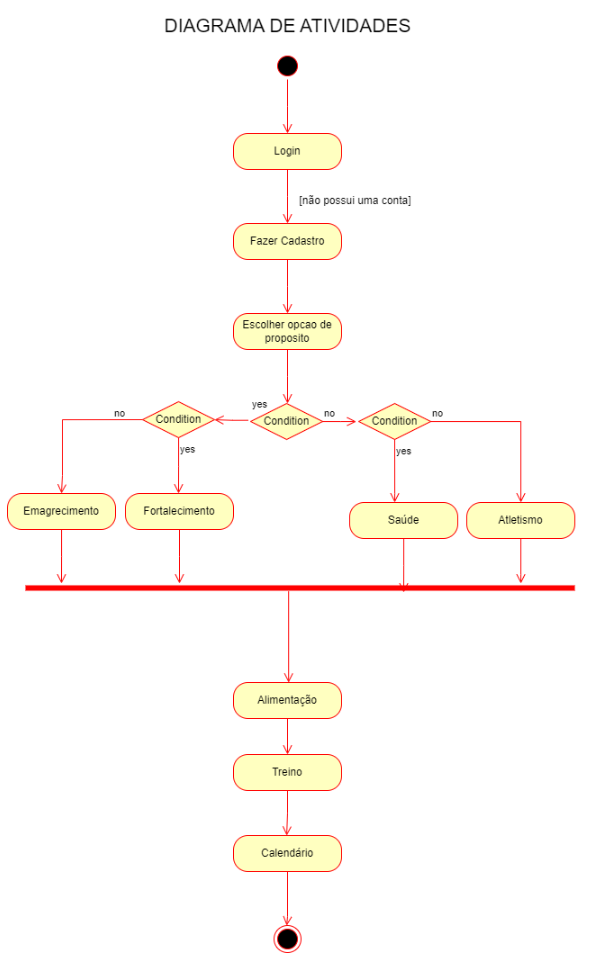 DIAGRAMA DE ATIVIDADES
Login
[não possui uma conta]
Fazer Cadastro
Escolher opcao de
proposito
yes
no
Condition
no
Condition
Condition
no
yes
yes
Emagrecimento
Fortalecimento
Saúde
Atletismo
Alimentação
Treino
Calendário